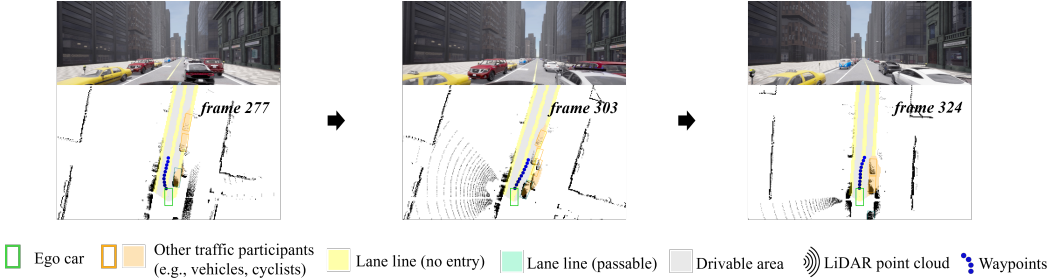 frame 277
frame 303
frame 324
Ego car
Other traffic participants
(e.g., vehicles, cyclists)
Lane line (no entry)
Lane line (passable)
Drivable area
LiDAR point cloud
Waypoints